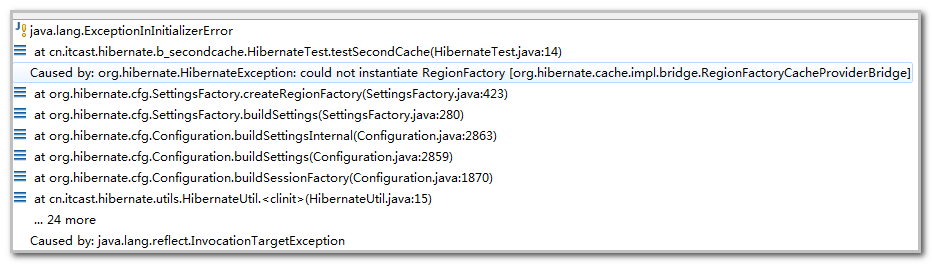 java.lang.ExceptionInInitializerError
at cn.itcast.hibernate.b_secondcache.HibernateTest.testSecondCache(HibernateTest.java:14)
Caused by: org.hibernate.HibernateException: could not instantiate RegionFactory [org.hibernate.cache.impl.bridge.RegionFactoryCacheProviderBridge]
at org.hibernate.cfg.SettingsFactory.createRegionFactory(SettingsFactory.java:423)
at org.hibernate.cfg.SettingsFactory.buildSettings(SettingsFactory.java:280)
at org.hibernate.cfg.Configuration.buildSettingsInternal(Configuration.java:2863)
at org.hibernate.cfg.Configuration.buildSettings(Configuration.java:2859)
at org.hibernate.cfg.Configuration.buildSessionFactory(Configuration.java:1870)
at cn.itcast.hibernate.utils.HibernateUtil.<clinit>(HibernateUtil.java:15)
... 24 more
Caused by: java.lang.reflect.InvocationTargetException